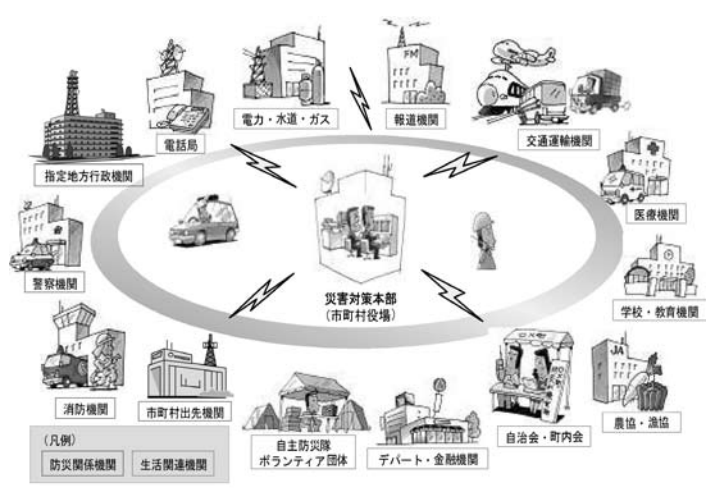 電力・水道・ガス
報道機関
FM
電話局
交通運輸機関
指定地方行政機関
医療機関
警察機関
災害対策本部
(市町村役場)
学校・教育機関
消防機関
市町村出先機関
自主防災隊
ボランティア団体
デパート・金融機関
自治会・町内会
JA
農協・漁協
(凡例)
防災関係機関
生活関連機関